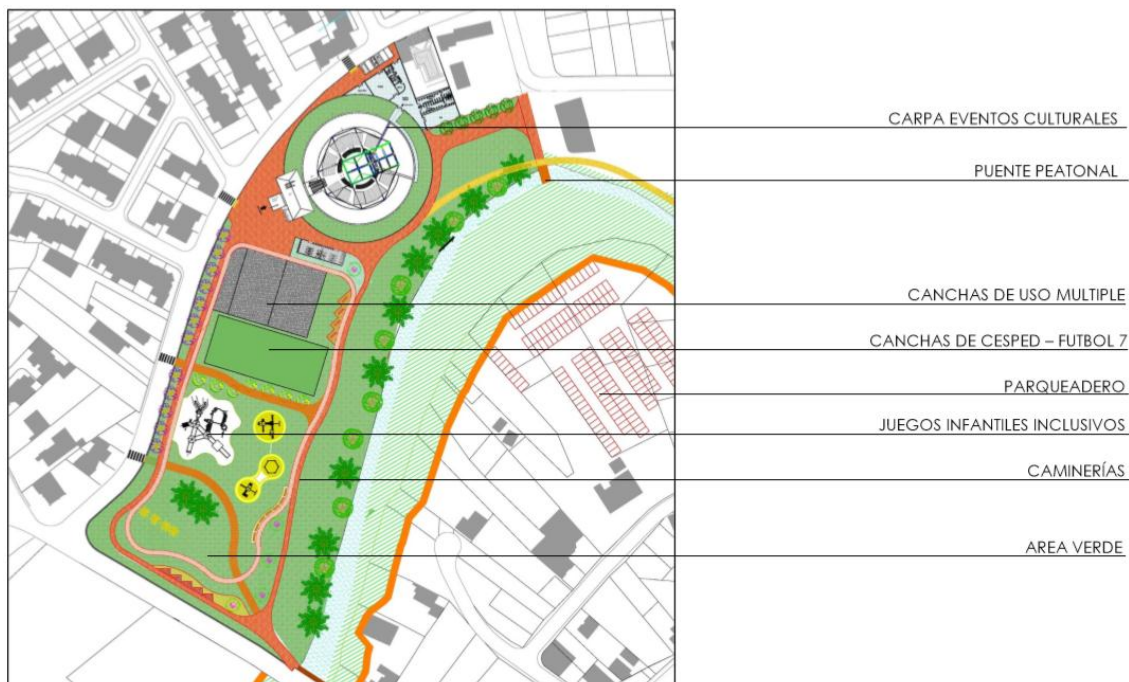 CARPA EVENTOS CULTURALES
PUENTE PEATONAL
CANCHAS DE USO MULTIPLE
CANCHAS DE CESPED – FUTBOL 7
PARQUEADERO
JUEGOS INFANTILES INCLUSIVOS
CAMINERÍAS
AREA VERDE